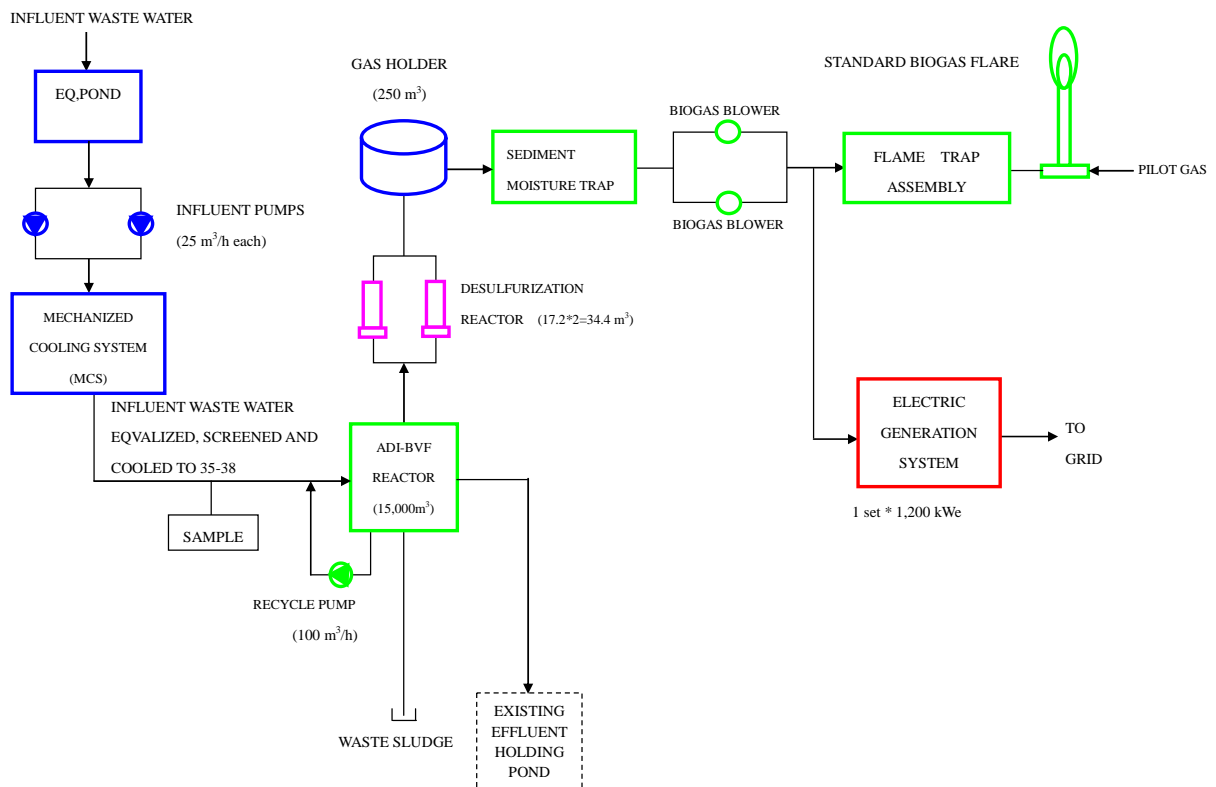 INFLUENT WASTE WATER
EQ,POND
INFLUENT PUMPS
(25 m³/h each)
MECHANIZED
COOLING SYSTEM
(MCS)
INFLUENT WASTE WATER
EQVALIZED, SCREENED AND
COOLED TO 35-38
SAMPLE
RECYCLE PUMP
(100 m³/h)
ADI-BVF
REACTOR
(15,000m³)
WASTE SLUDGE
EXISTING
EFFLUENT
HOLDING
POND
DESULFURIZATION
REACTOR (17.2*2=34.4 m³)
GAS HOLDER
(250 m³)
SEDIMENT
MOISTURE TRAP
BIOGAS BLOWER
BIOGAS BLOWER
STANDARD BIOGAS FLARE
FLAME TRAP
ASSEMBLY
PILOT GAS
ELECTRIC
GENERATION
SYSTEM
TO
GRID
1 set * 1,200 kWe